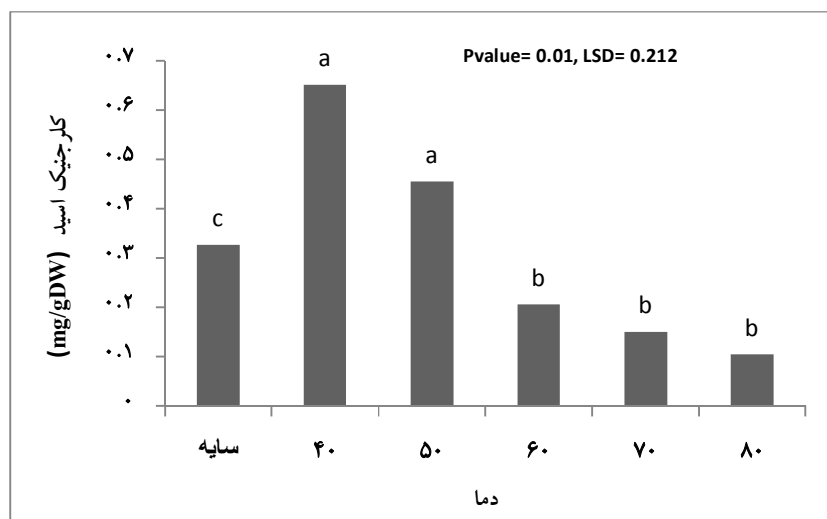 Pvalue= 0.01, LSD= 0.212
کلرجنیک اسید
(mg/gDW)
۰.۷
۰.۶
۰.۵
۰.۴
۰.۳
۰.۲
۰.۱
۰
c
a
a
b
b
b
سایه ۴۰ ۵۰ ۶۰ ۷۰ ۸۰
دما